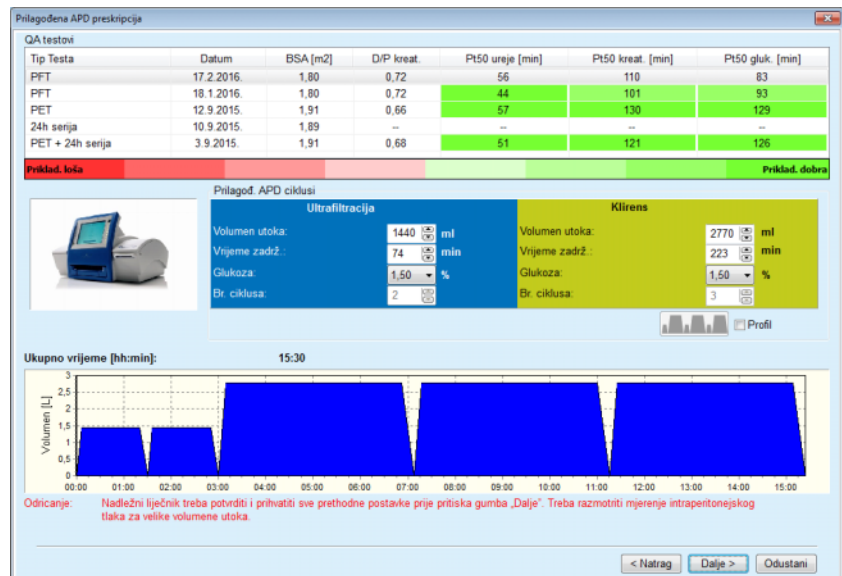 Prilagođena APD preskripcija
QA testovi
Tip Testa Datum BSA [m2] D/P kreat. Pt50 ureje [min] Pt50 kreat. [min] Pt50 gluk. [min]
PFT 17.2.2016. 1,80 0,72 56 110 83
PFT 18.1.2016. 1,80 0,72 44 101 93
PET 12.9.2015. 1,91 0,66 57 130 129
24h serija 10.9.2015. 1,89 -- -- -- --
PET + 24h serija 3.9.2015. 1,91 0,68 51 121 126
Priklad. loša Priklad. dobra
Prilagođ. APD ciklusi
Ultrafiltracija Klirens
Volumen utoka: 1440 ml Volumen utoka: 2770 ml
Vrijeme zadrž.: 74 min Vrijeme zadrž.: 223 min
Glukoza: 1,50 % Glukoza: 1,50 %
Br. ciklusa: 2 Br. ciklusa: 3
Profil
Ukupno vrijeme [hh:min]: 15:30
Volumen [L]
3
2,5
2
1,5
1
0,5
0
00:00 01:00 02:00 03:00 04:00 05:00 06:00 07:00 08:00 09:00 10:00 11:00 12:00 13:00 14:00 15:00
Odricanje: Nadležni liječnik treba potvrditi i prihvatiti sve prethodne postavke prije pritiska gumba „Dalje”. Treba razmotriti mjerenje intraperitonejskog
tlaka za velike volumene utoka.
< Natrag Dalje > Odustani